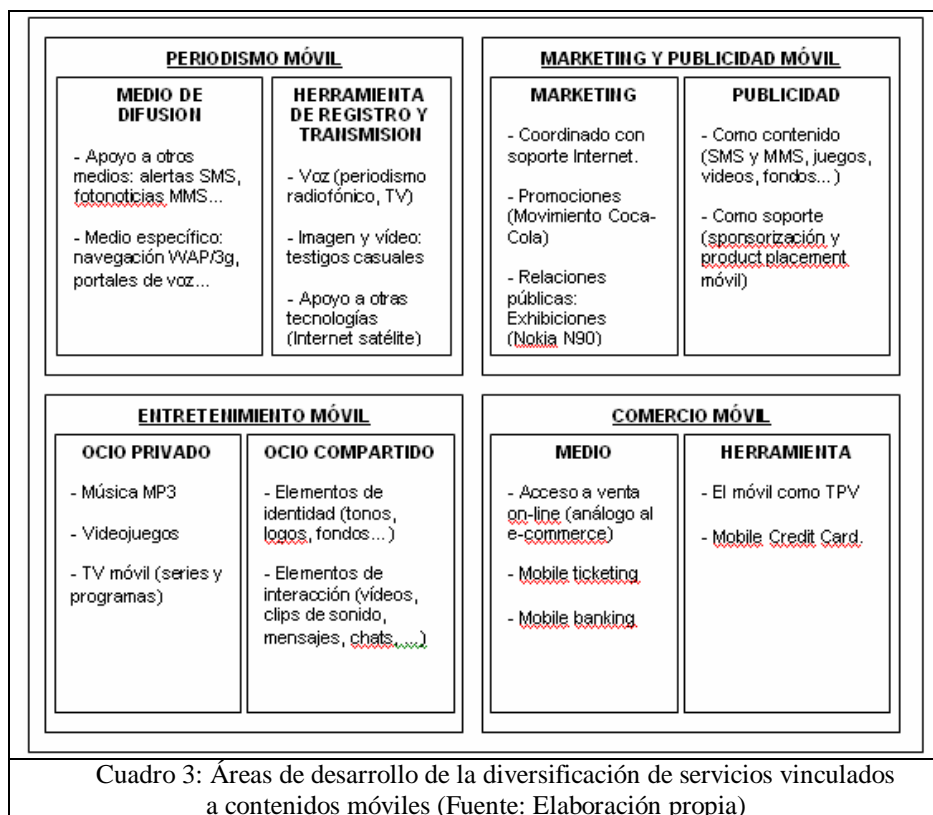 PERIODISMO MÓVIL
MEDIO DE
DIFUSION
- Apoyo a otros
medios: alertas SMS,
fotonoticias MMS...
- Medio específico:
navegación WAP/3g,
portales de voz...
HERRAMIENTA
DE REGISTRO Y
TRANSMISION
- Voz (periodismo
radiofónico, TV)
- Imagen y vídeo:
testigos casuales
- Apoyo a otras
tecnologías
(Internet satélite)
MARKETING Y PUBLICIDAD MÓVIL
MARKETING
- Coordinado con
soporte Internet.
- Promociones
(Movimiento Coca-
Cola)
- Relaciones
públicas:
Exhibiciones
(Nokia N90)
PUBLICIDAD
- Como contenido
(SMS y MMS, juegos,
videos, fondos...)
- Como soporte
(sponsorización y
product placement
móvil)
ENTRETENIMIENTO MÓVIL
OCIO PRIVADO
- Música MP3
- Videojuegos
- TV móvil (series y
programas)
OCIO COMPARTIDO
- Elementos de
identidad (tonos,
logos, fondos...)
- Elementos de
interacción (vídeos,
clips de sonido,
mensajes, chats, ...)
COMERCIO MÓVIL
MEDIO
- Acceso a venta
on-line (análogo al
e-commerce)
- Mobile ticketing
- Mobile banking
HERRAMIENTA
- El móvil como TPV
- Mobile Credit Card.
Cuadro 3: Áreas de desarrollo de la diversificación de servicios vinculados
a contenidos móviles (Fuente: Elaboración propia)